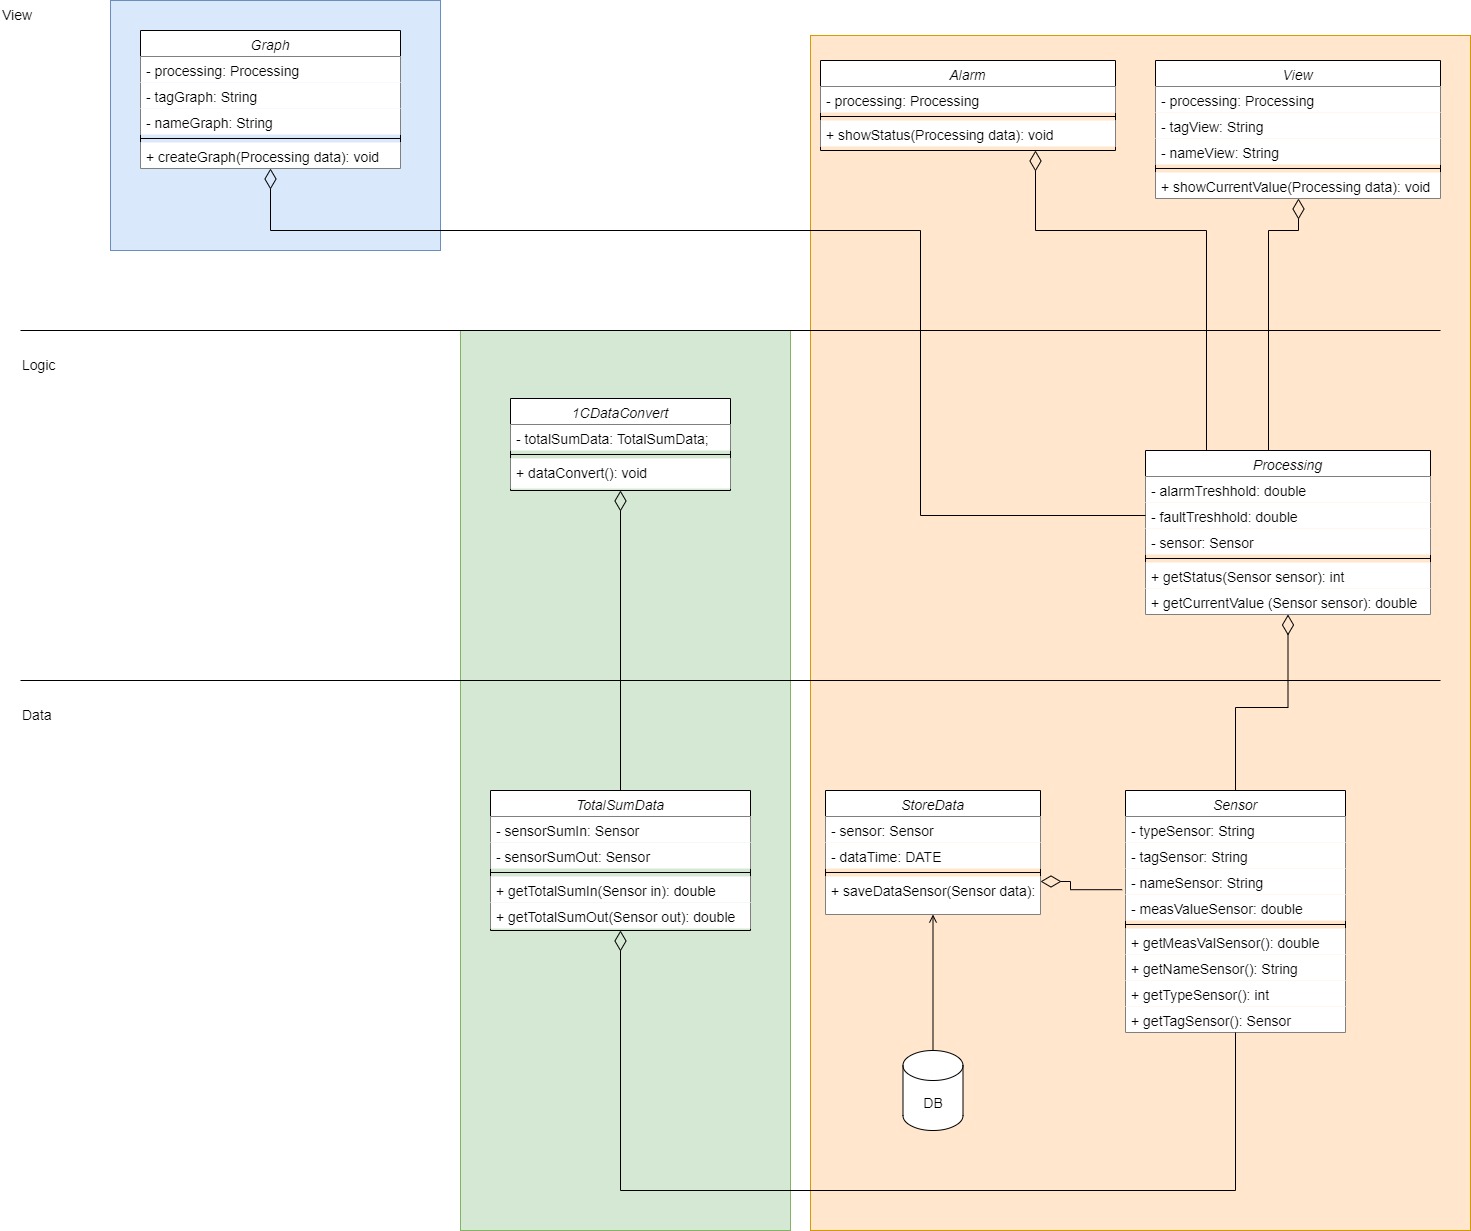 View
Graph
- processing: Processing
- tagGraph: String
- nameGraph: String
+ createGraph(Processing data): void
Alarm
- processing: Processing
+ showStatus(Processing data): void
View
- processing: Processing
- tagView: String
- nameView: String
+ showCurrentValue(Processing data): void
Logic
1CDataConvert
- totalSumData: TotalSumData;
+ dataConvert(): void
Processing
- alarmTreshhold: double
- faultTreshhold: double
- sensor: Sensor
+ getStatus(Sensor sensor): int
+ getCurrentValue (Sensor sensor): double
Data
TotalSumData
- sensorSumIn: Sensor
- sensorSumOut: Sensor
+ getTotalSumIn(Sensor in): double
+ getTotalSumOut(Sensor out): double
StoreData
- sensor: Sensor
- dataTime: DATE
+ saveDataSensor(Sensor data):
Sensor
- typeSensor: String
- tagSensor: String
- nameSensor: String
- measValueSensor: double
+ getMeasValSensor(): double
+ getNameSensor(): String
+ getTypeSensor(): int
+ getTagSensor(): Sensor
DB